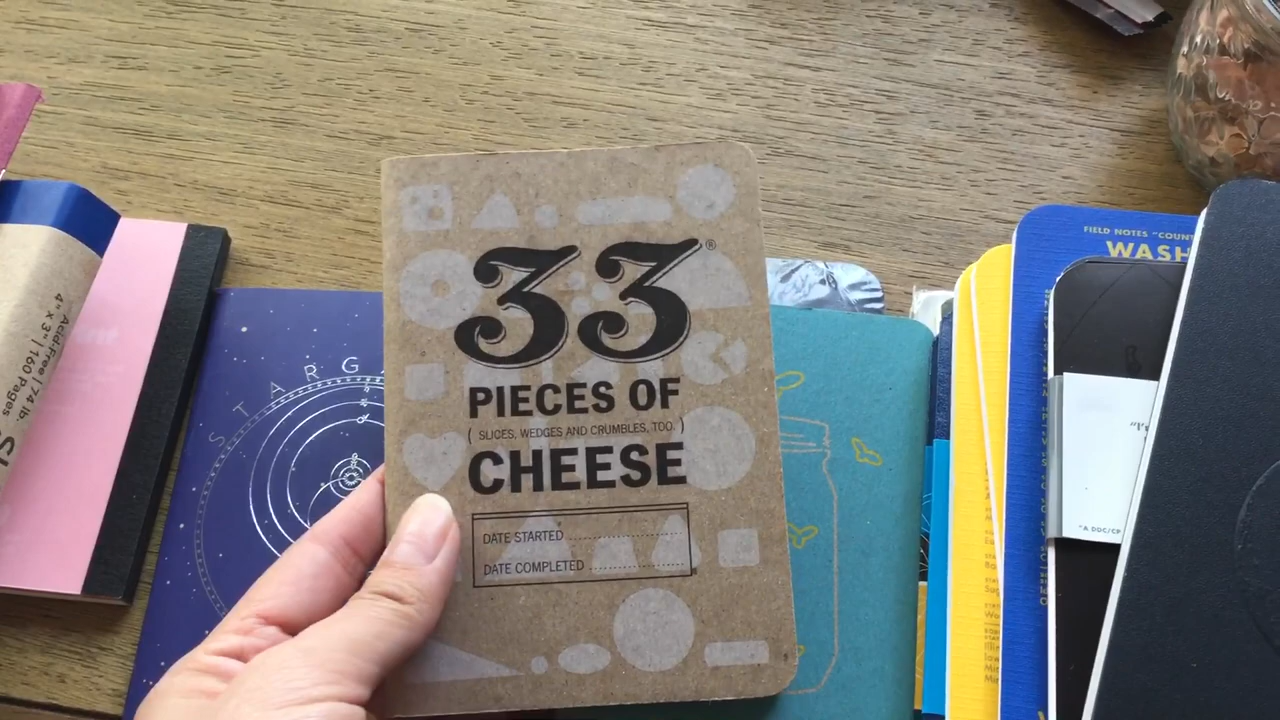 33®
PIECES OF
( SLICES, WEDGES AND CRUMBLES, TOO. )
CHEESE
DATE STARTED
DATE COMPLETED
STARG
Acid-Free | 74 lb.
4" x 3" | 160 Pages
FIELD NOTES "COUN
WASH
"A DDC/CP